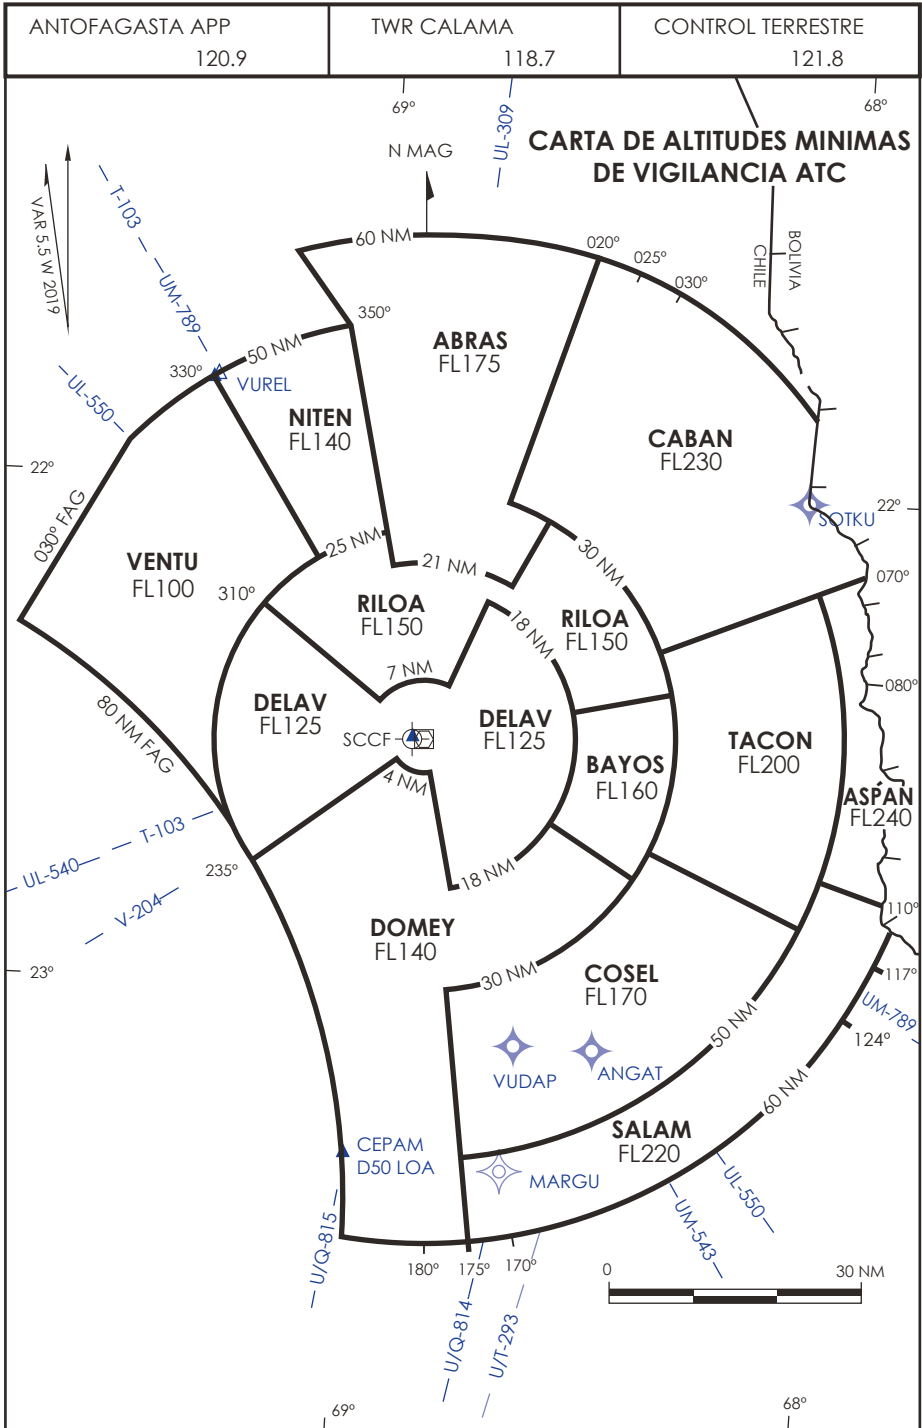 ANTOFAGASTA APP
120.9
TWR CALAMA
118.7
CONTROL TERRESTRE
121.8
69°
68°
UL-309
CARTA DE ALTITUDES MINIMAS
DE VIGILANCIA ATC
N MAG
VAR 5.5 W 2019
T-103
UM-789
BOLIVIA
CHILE
60 NM
020°
025°
030°
350°
50 NM
330°
VUREL
UL-550
ABRAS
FL175
NITEN
FL140
CABAN
FL230
22°
22°
SOTKU
030° FAG
VENTU
FL100
25 NM
21 NM
30 NM
070°
310°
RILOA
FL150
18 NM
RILOA
FL150
7 NM
080°
DELAV
FL125
80 NM FAG
SCCF
DELAV
FL125
TACON
FL200
BAYOS
FL160
4 NM
ASPAN
FL240
T-103
UL-540
235°
V-204
18 NM
110°
DOMEY
FL140
23°
30 NM
COSEL
FL170
117°
UM-789
124°
50 NM
VUDAP
ANGAT
60 NM
SALAM
FL220
CEPAM
D50 LOA
MARGU
UL-550
UM-543
U/Q-815
180°
175°
170°
0
30 NM
U/Q-814
U/T-293
69°
68°